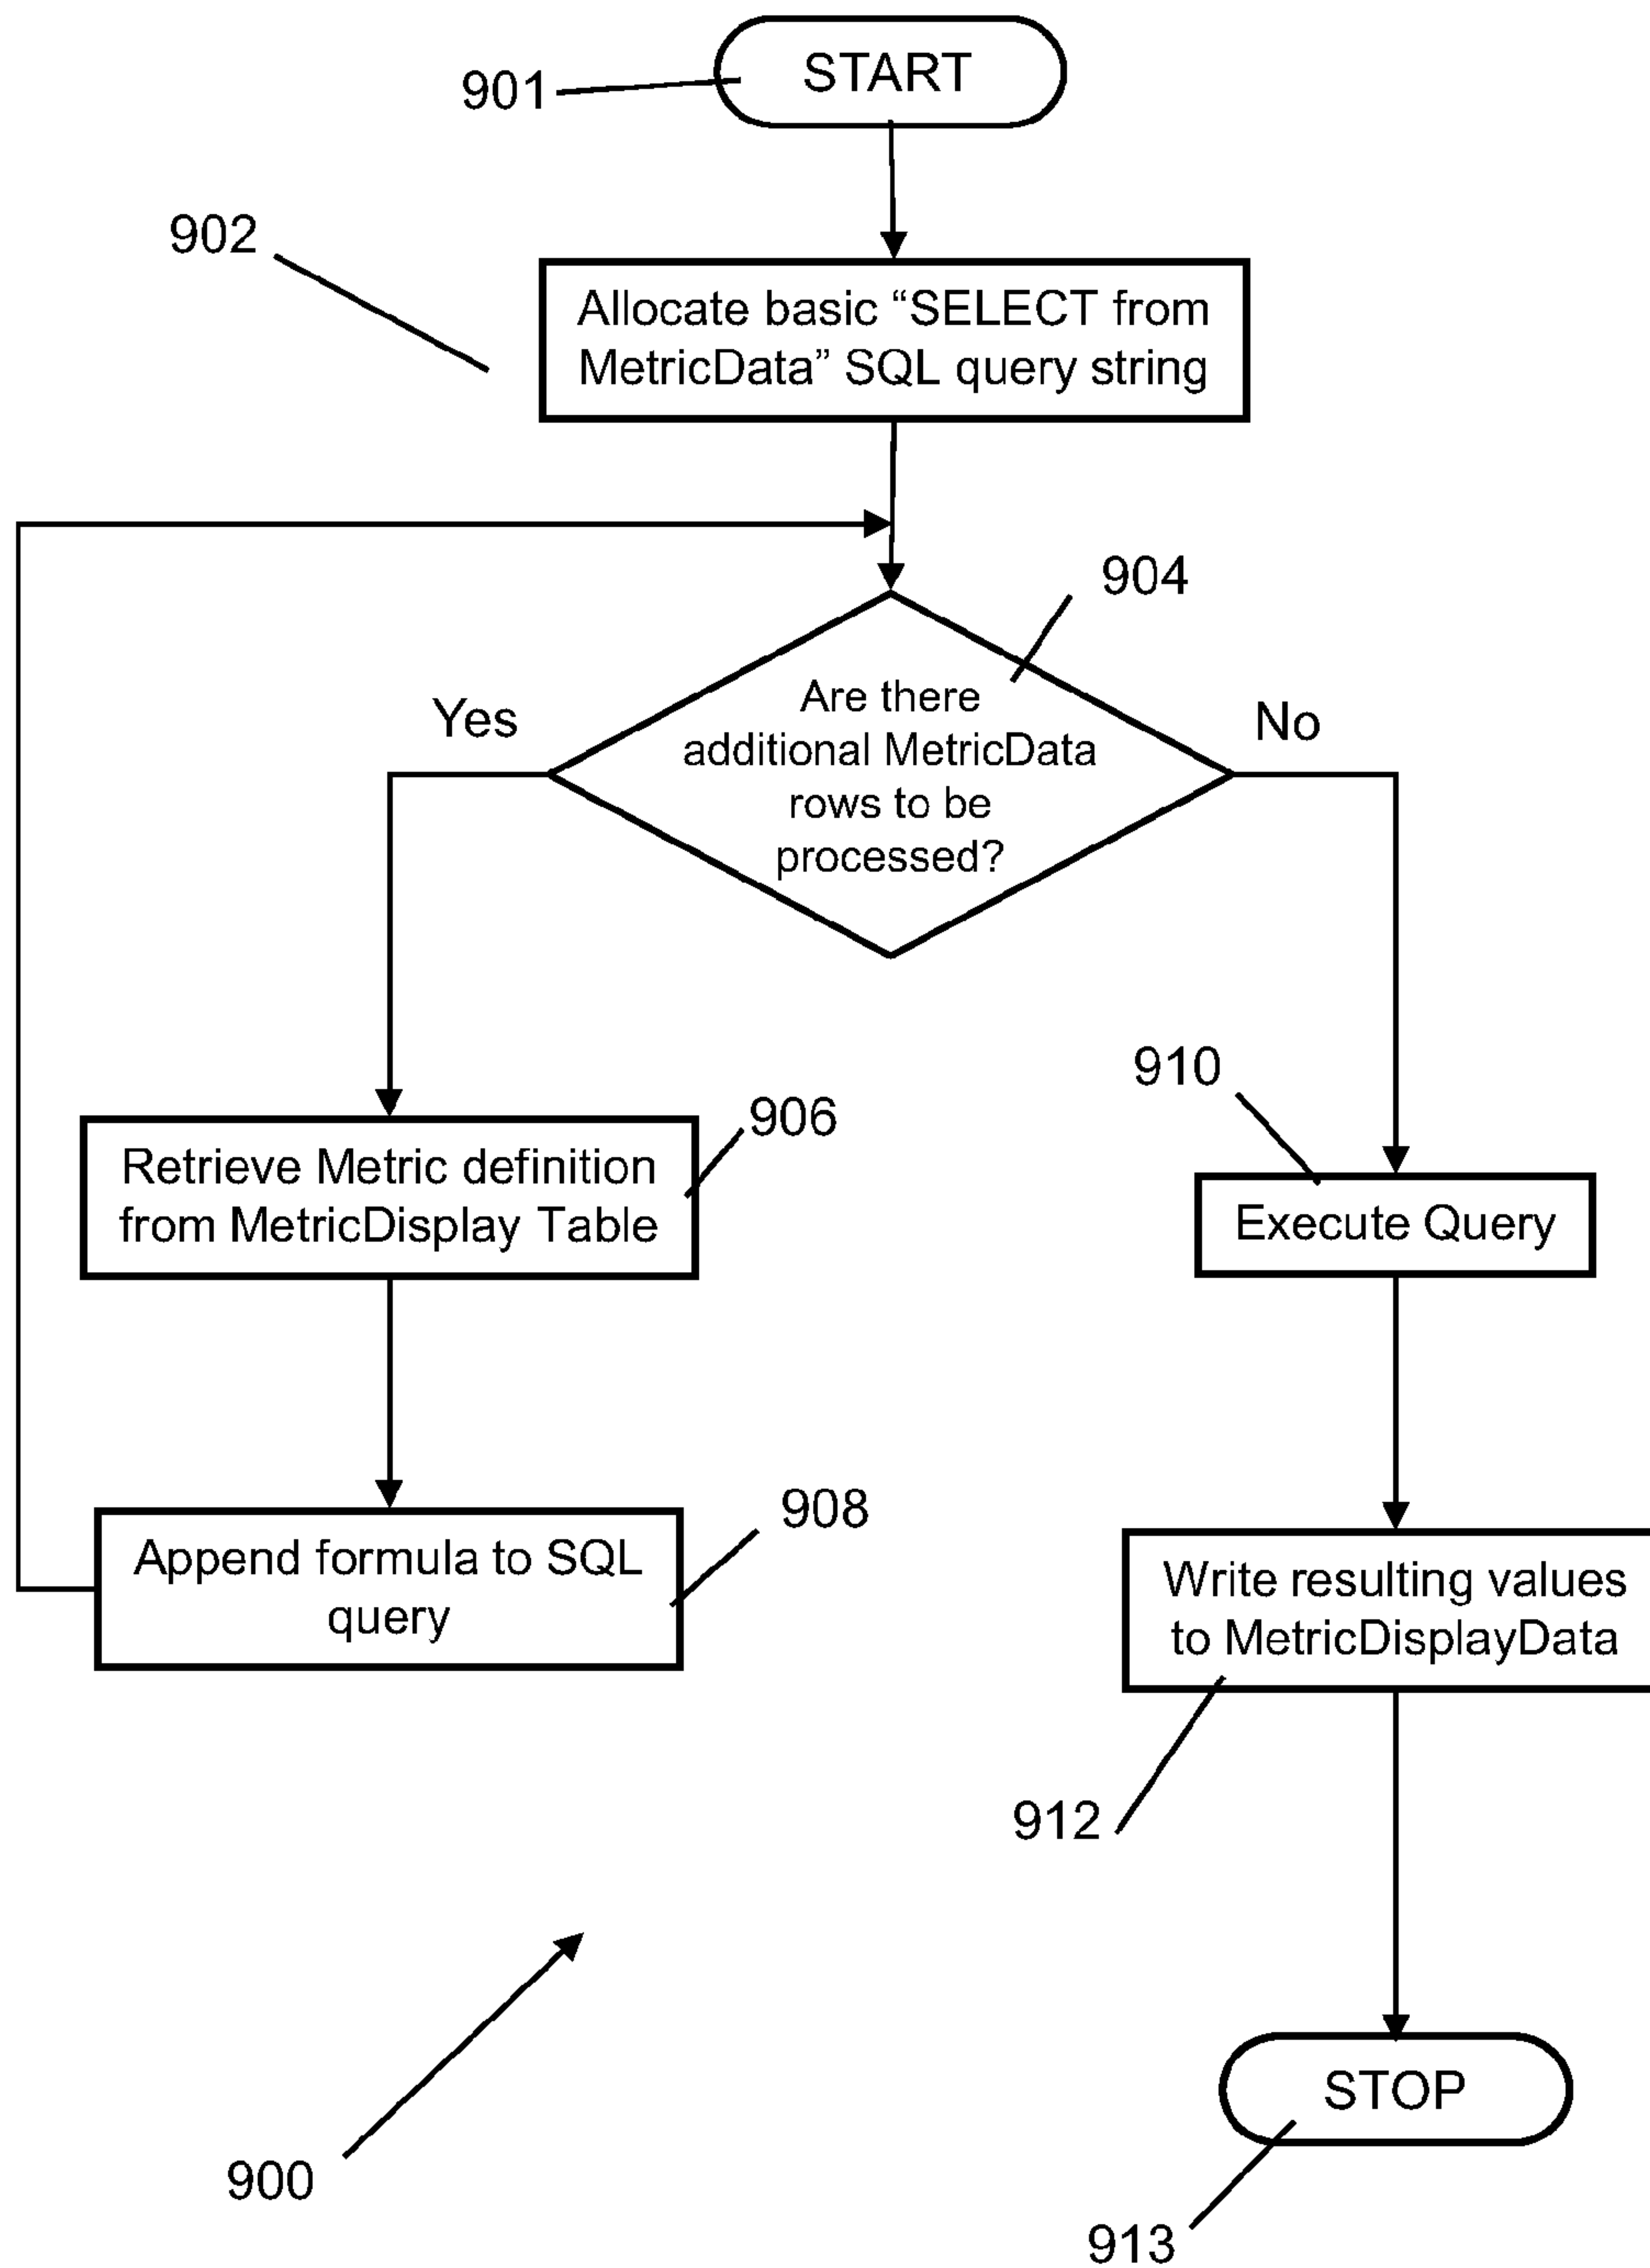 START
901
902
Allocate basic “SELECT from
MetricData” SQL query string
904
Yes
Are there
additional MetricData
rows to be
processed?
No
910
906
Retrieve Metric definition
from MetricDisplay Table
Execute Query
908
Append formula to SQL
query
Write resulting values
to MetricDisplayData
912
STOP
900
913